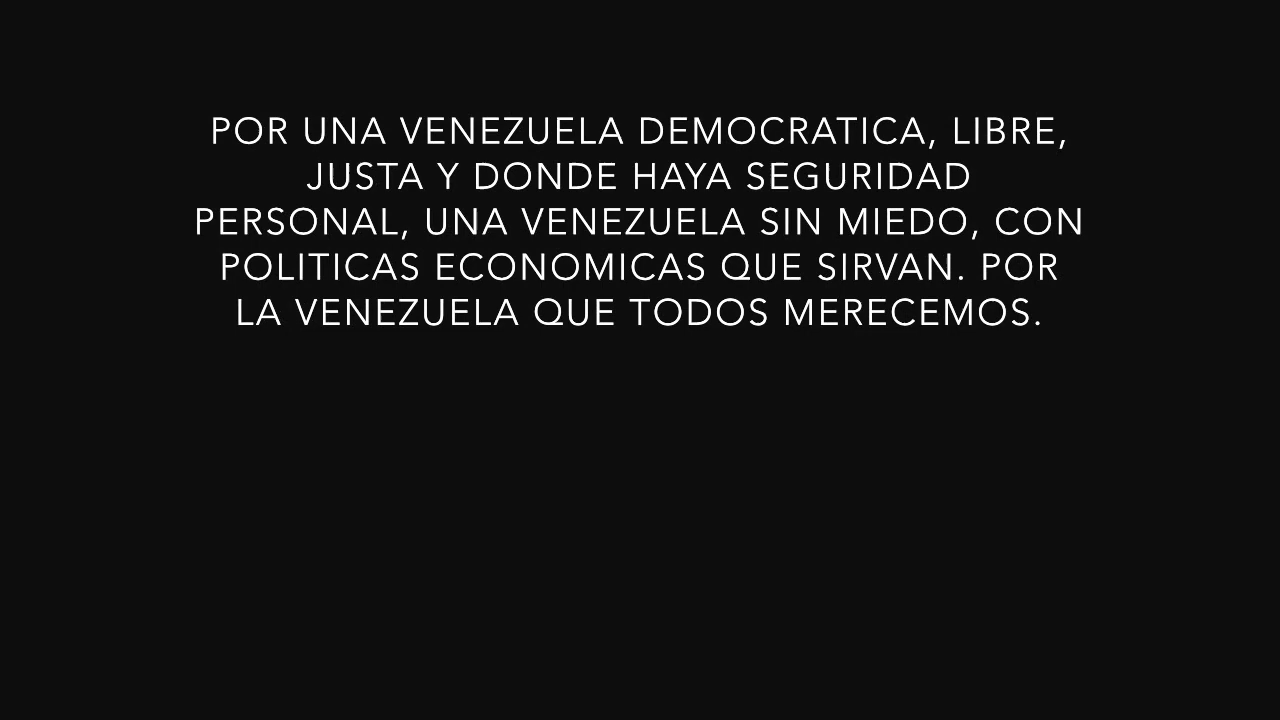 POR UNA VENEZUELA DEMOCRATICA, LIBRE,
JUSTA Y DONDE HAYA SEGURIDAD
PERSONAL, UNA VENEZUELA SIN MIEDO, CON
POLITICAS ECONOMICAS QUE SIRVAN. POR
LA VENEZUELA QUE TODOS MERECEMOS.